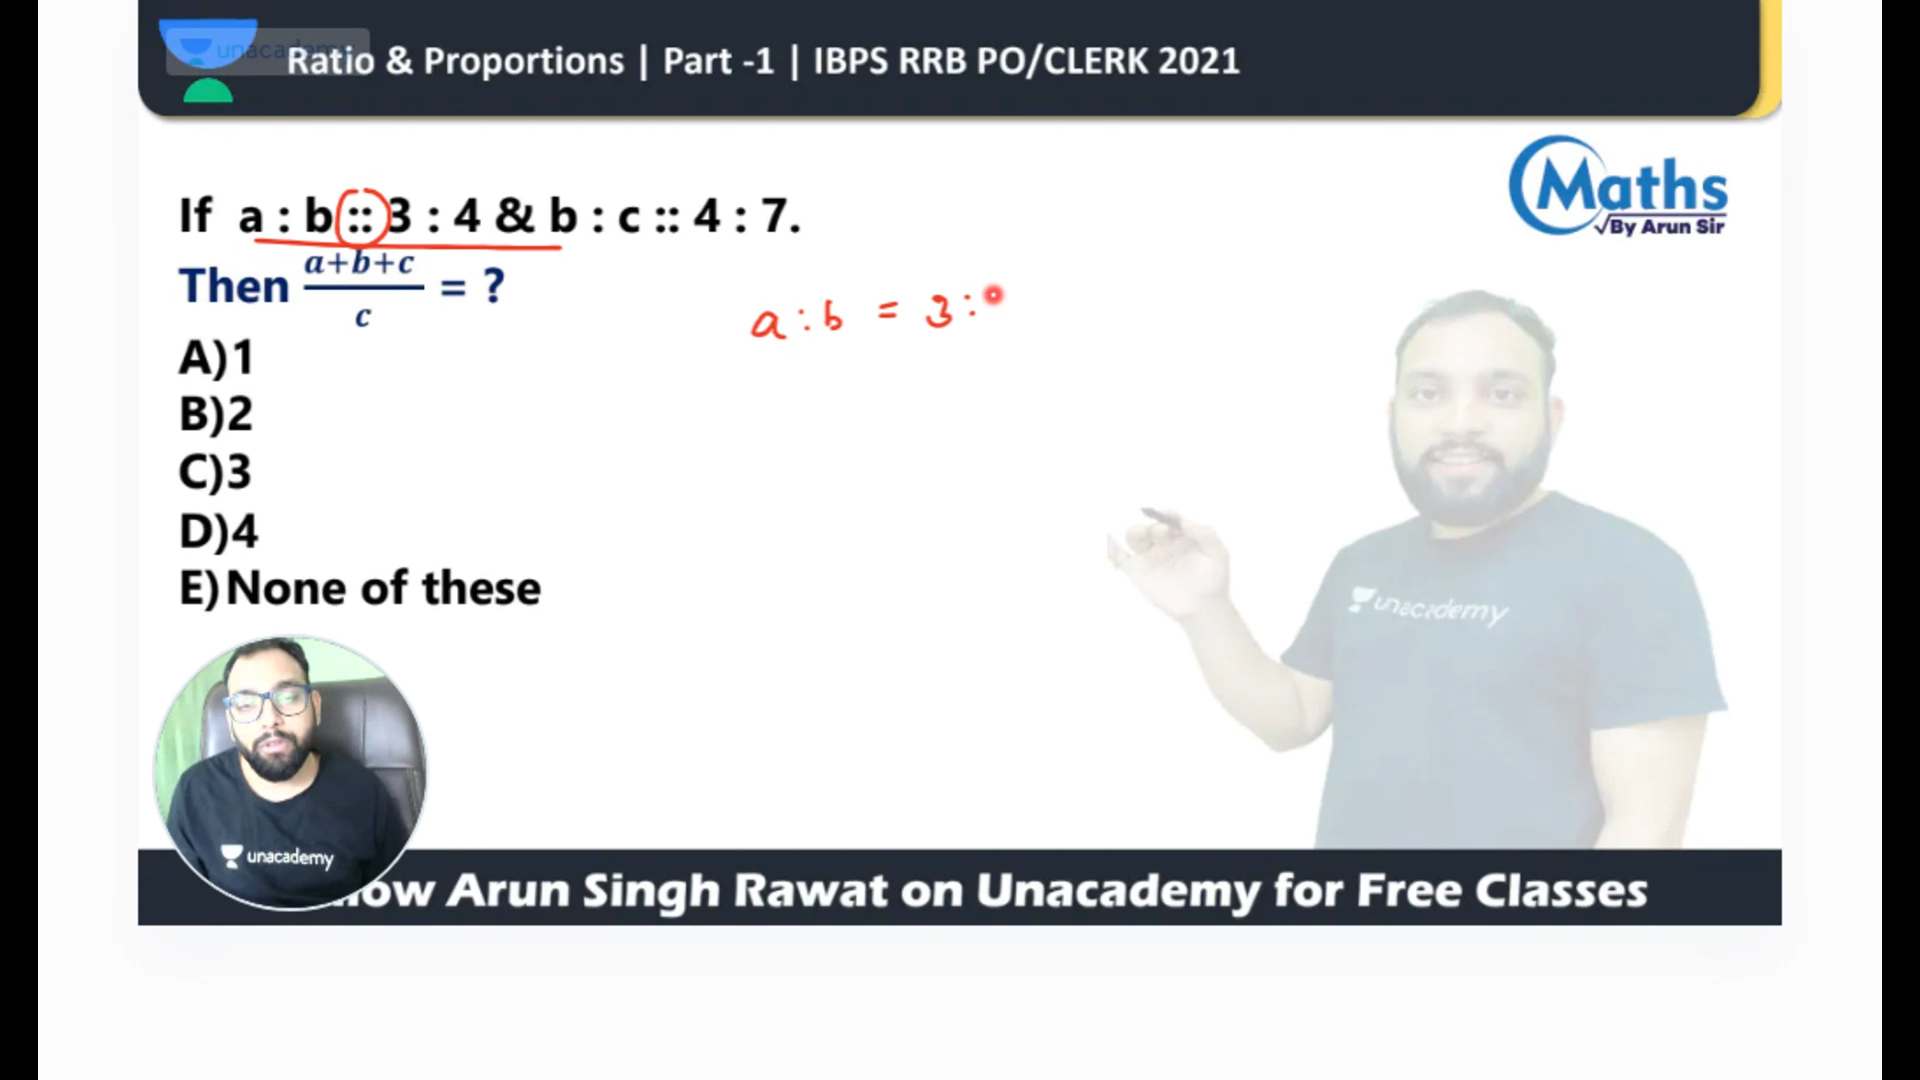 unacademy
Ratio & Proportions | Part -1 | IBPS RRB PO/CLERK 2021
Maths
√By Arun Sir
If a : b :: 3 : 4 & b : c :: 4 : 7.
Then a+b+c/c = ?
a : b = 3 :
A)1
B)2
C)3
D)4
E)None of these
unacademy
unacademy
ow Arun Singh Rawat on Unacademy for Free Classes